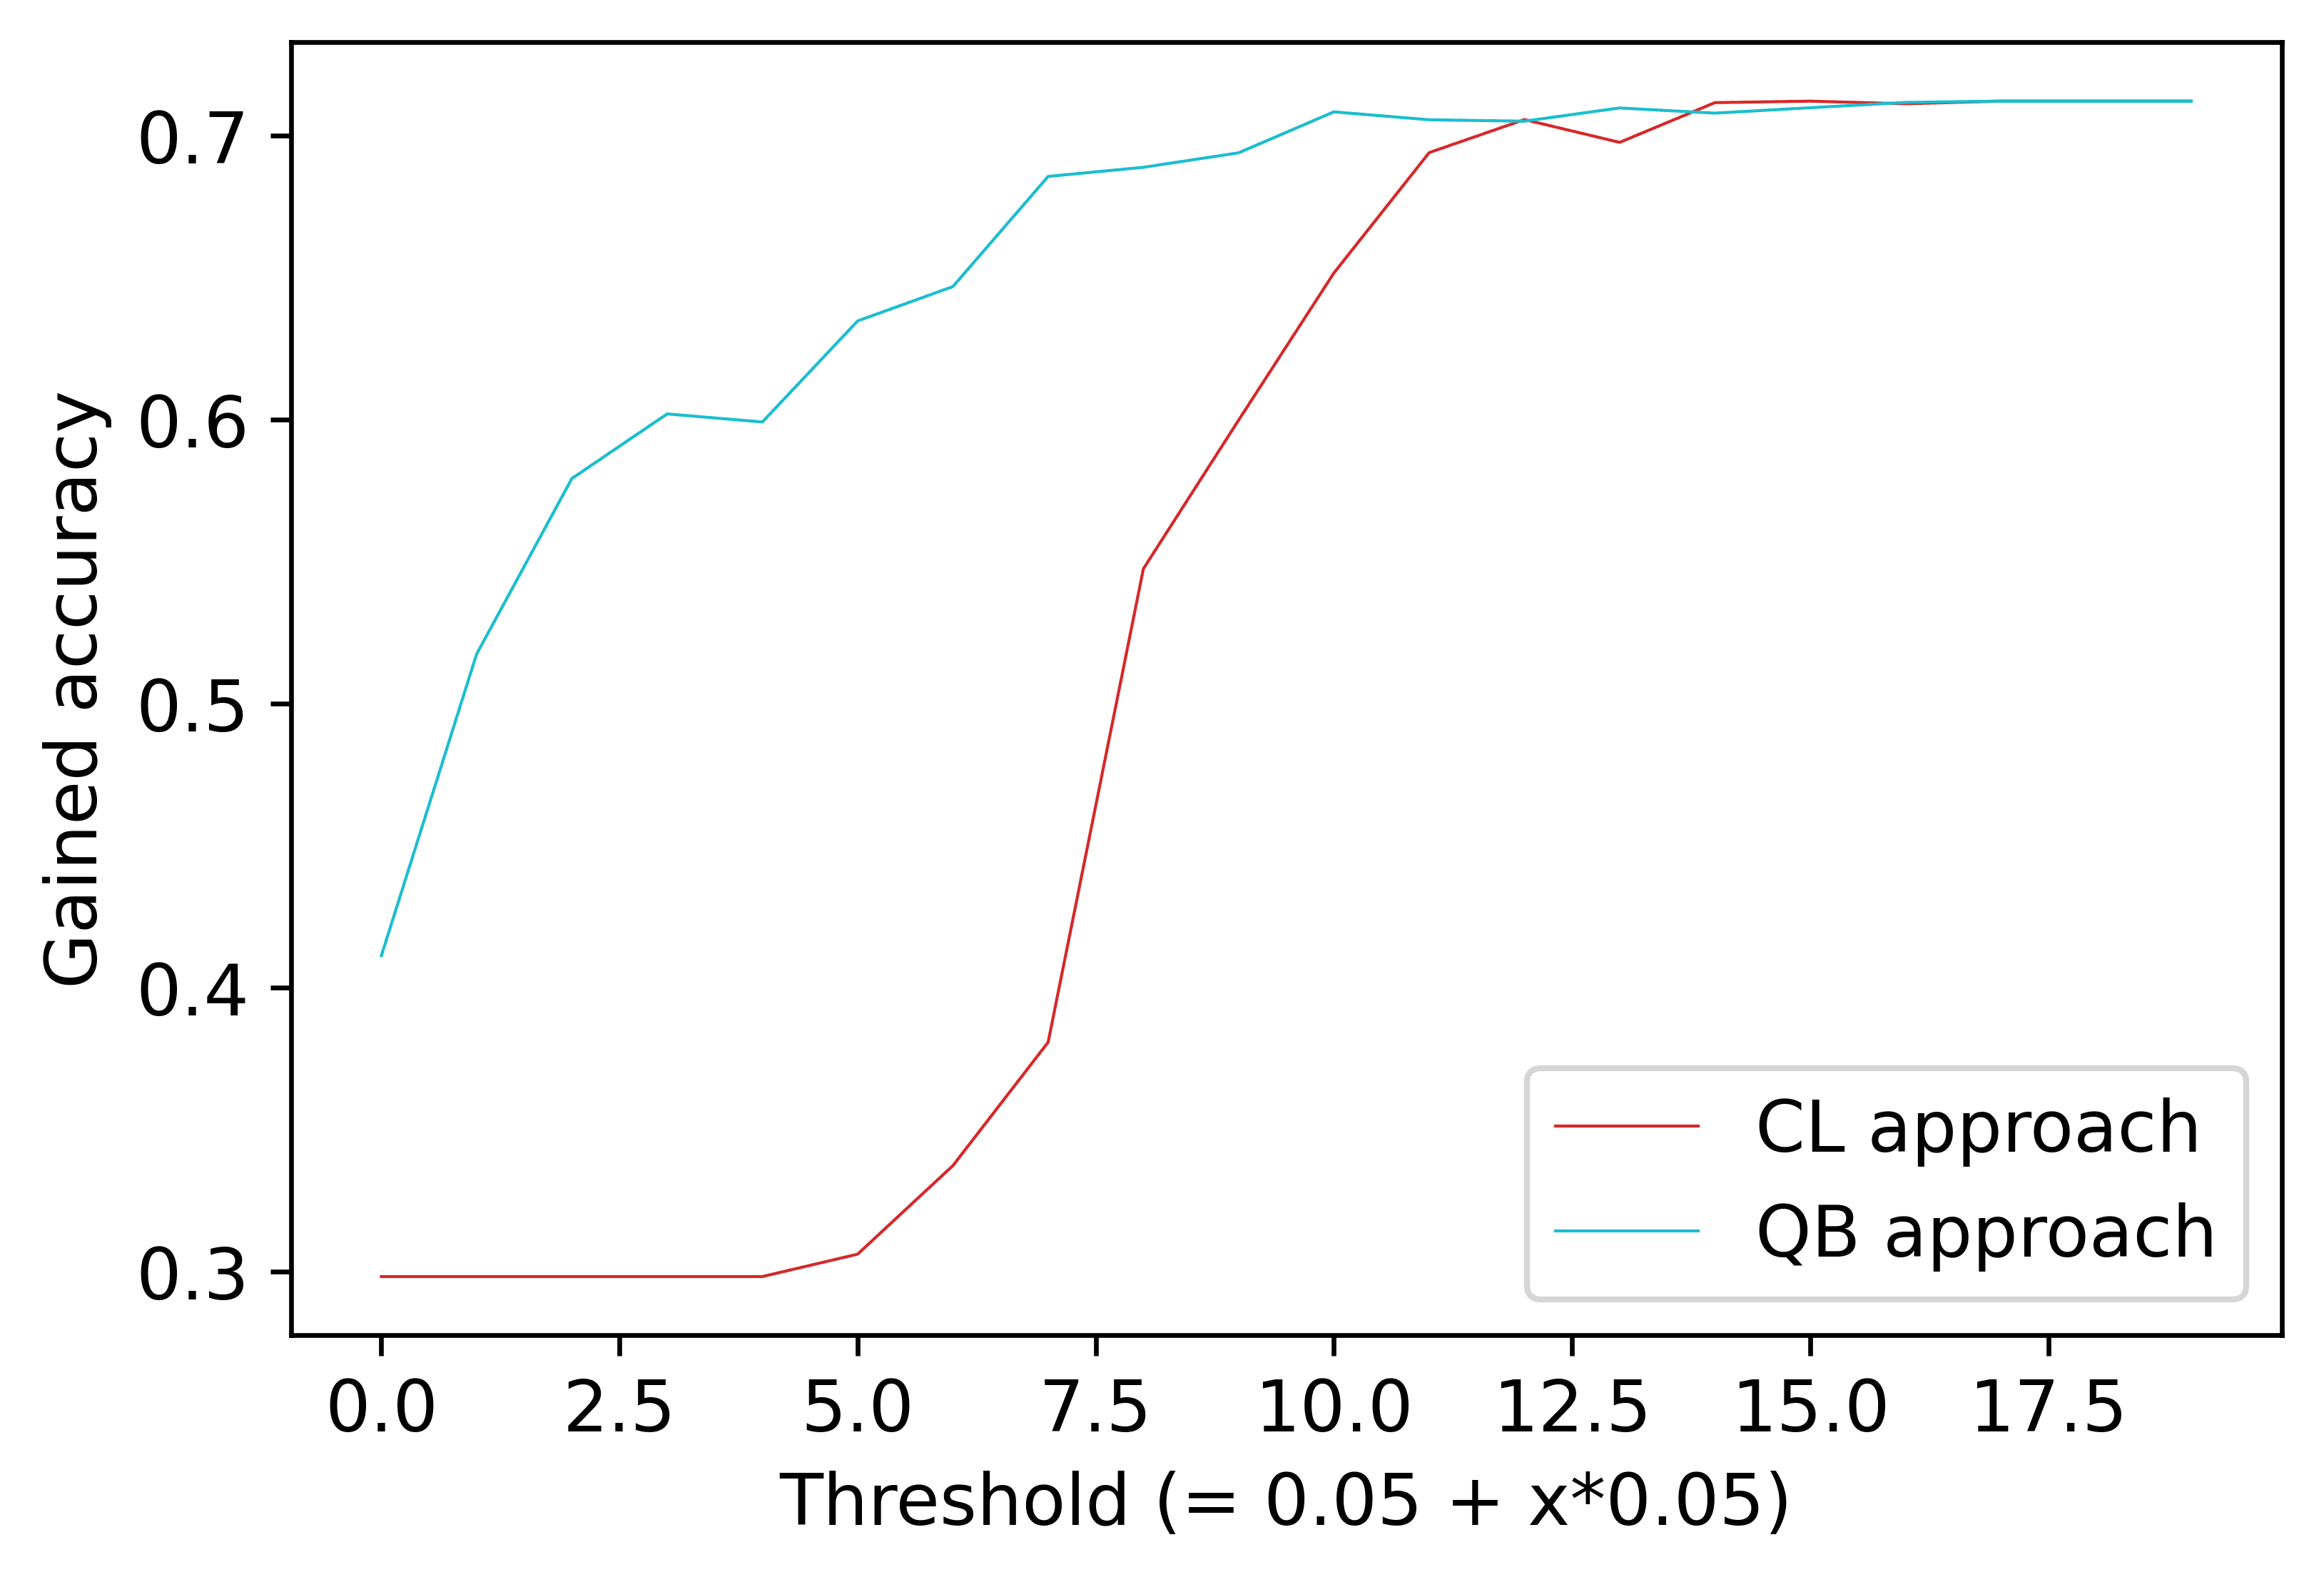 Gained accuracy
0.7
0.6
0.5
0.4
0.3
CL approach
QB approach
0.0 2.5 5.0 7.5 10.0 12.5 15.0 17.5
Threshold (= 0.05 + x*0.05)